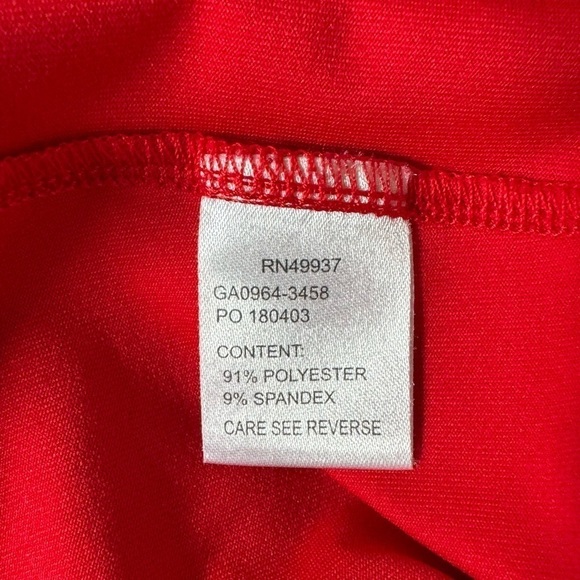 RN49937
GA0964-3458
PO 180403
CONTENT:
91% POLYESTER
9% SPANDEX
CARE SEE REVERSE